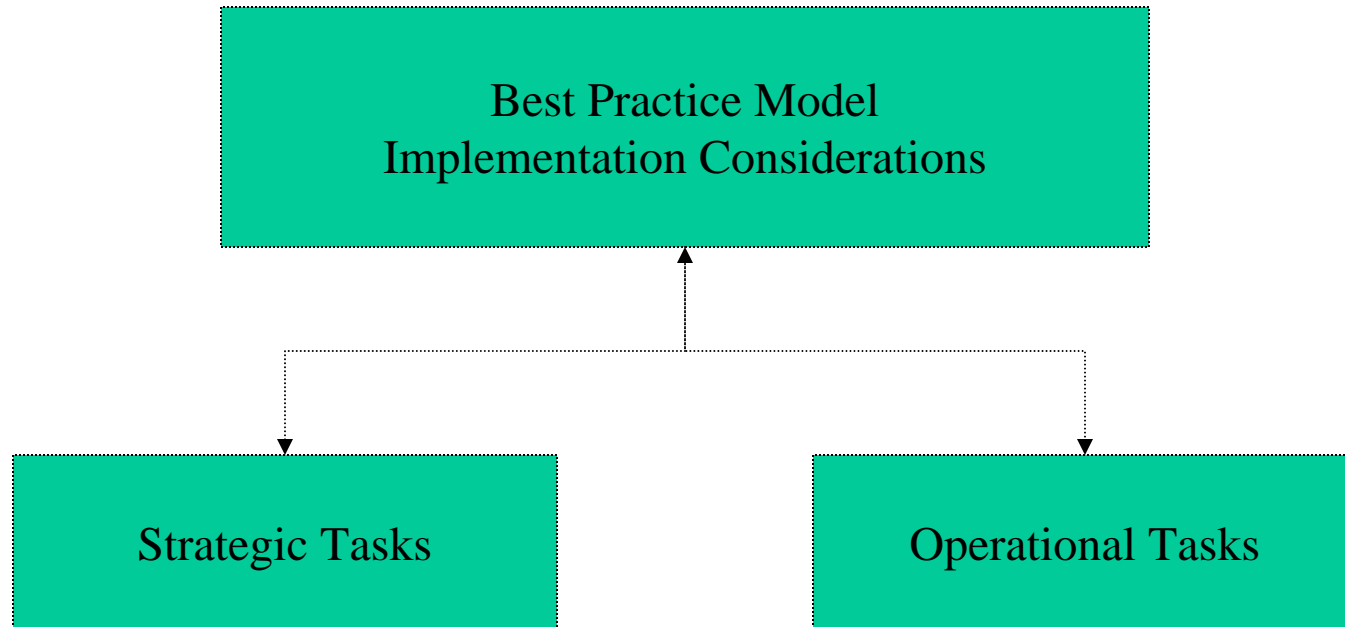 Best Practice Model
Implementation Considerations
Strategic Tasks
Operational Tasks